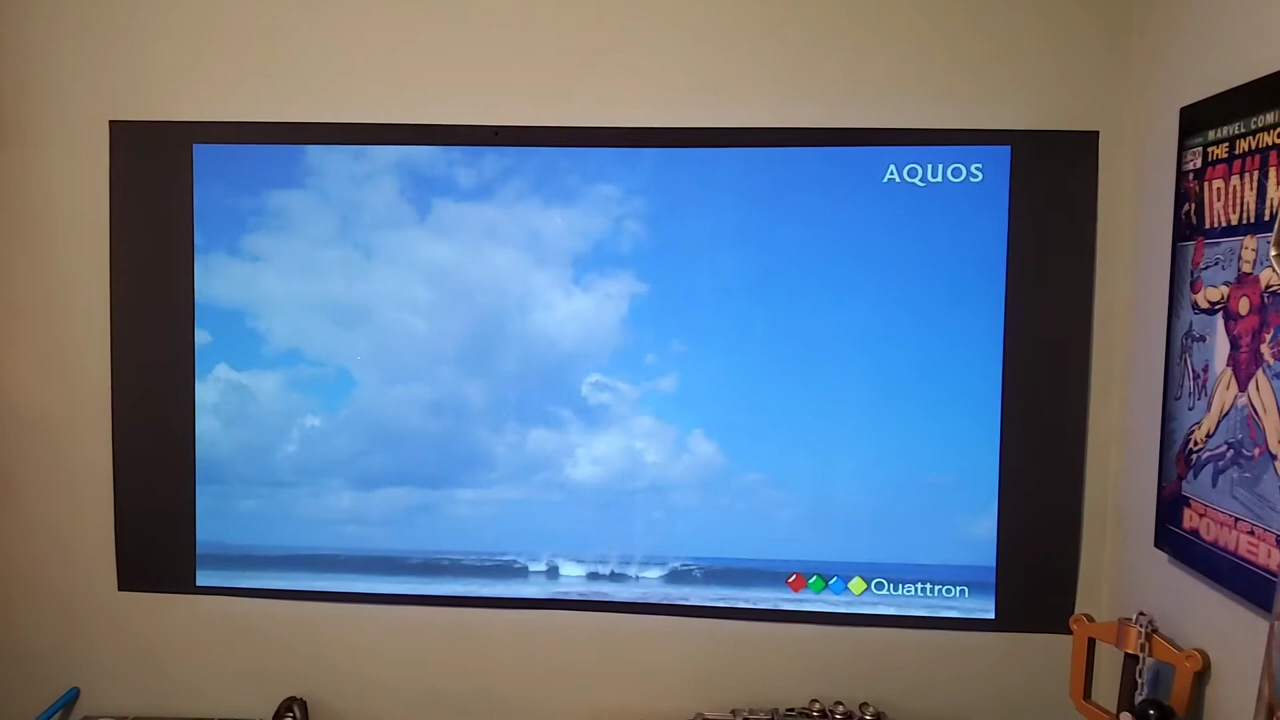 AQUOS
Quattron
MARVEL COMI
THE INVINC
IRON M
POWER